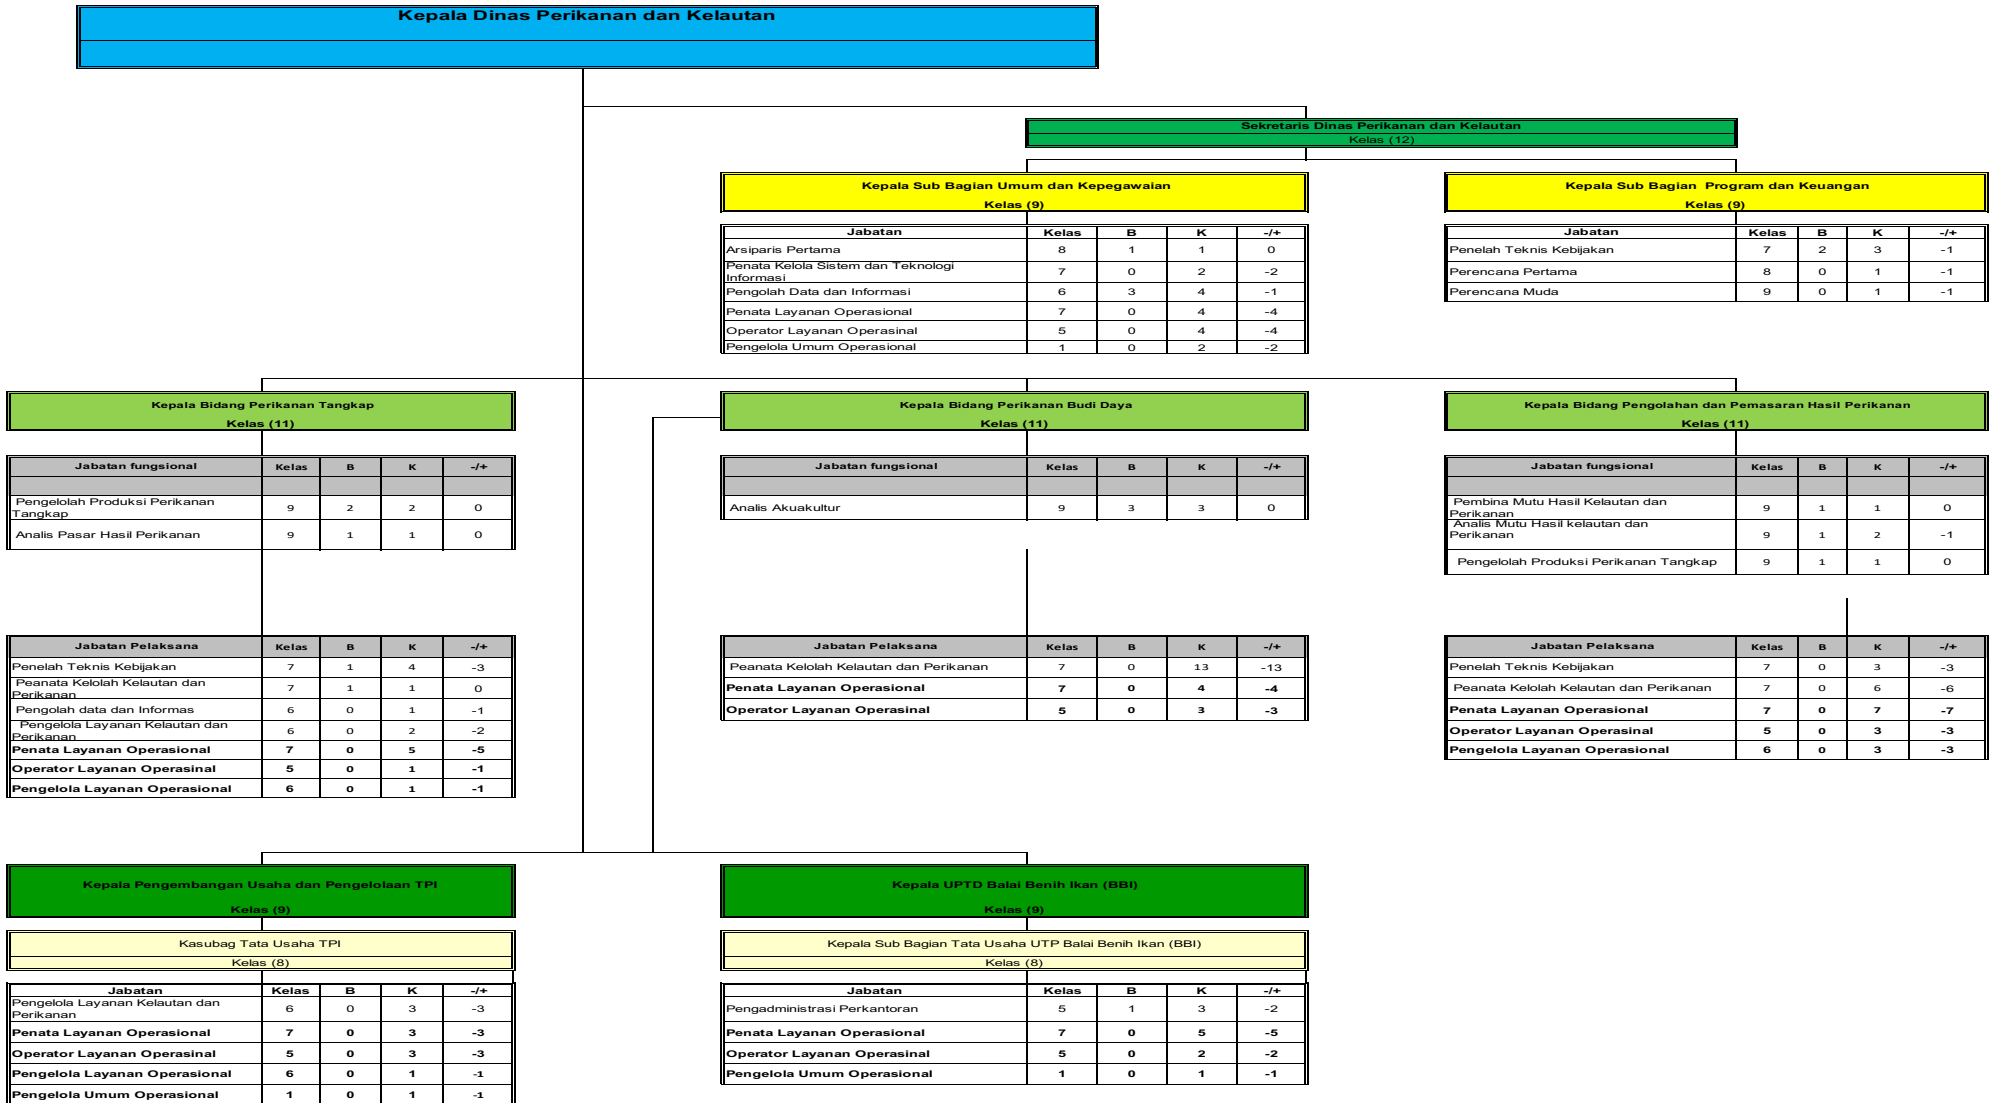 Kepala Dinas Perikanan dan Kelautan
Sekretaris Dinas Perikanan dan Kelautan
Kelas (12)
Kepala Sub Bagian Umum dan Kepegawaian
Kelas (9)
Jabatan Kelas B K -/+
Arsiparis Pertama 8 1 1 0
Penata Kelola Sistem dan Teknologi
Informasi 7 0 2 -2
Pengolah Data dan Informasi 6 3 4 -1
Penata Layanan Operasional 7 0 4 -4
Operator Layanan Operasinal 5 0 4 -4
Pengelola Umum Operasional 1 0 2 -2
Kepala Sub Bagian Program dan Keuangan
Kelas (9)
Jabatan Kelas B K -/+
Penelah Teknis Kebijakan 7 2 3 -1
Perencana Pertama 8 0 1 -1
Perencana Muda 9 0 1 -1
Kepala Bidang Perikanan Tangkap
Kelas (11)
Jabatan fungsional Kelas B K -/+
Pengelolah Produksi Perikanan
Tangkap 9 2 2 0
Analis Pasar Hasil Perikanan 9 1 1 0
Jabatan Pelaksana Kelas B K -/+
Penelah Teknis Kebijakan 7 1 4 -3
Peanata Kelolah Kelautan dan
Perikanan 7 1 1 0
Pengolah data dan Informas 6 0 1 -1
Pengelola Layanan Kelautan dan
Perikanan 6 0 2 -2
Penata Layanan Operasional 7 0 5 -5
Operator Layanan Operasinal 5 0 1 -1
Pengelola Layanan Operasional 6 0 1 -1
Kepala Bidang Perikanan Budi Daya
Kelas (11)
Jabatan fungsional Kelas B K -/+
Analis Akuakultur 9 3 3 0
Jabatan Pelaksana Kelas B K -/+
Peanata Kelolah Kelautan dan Perikanan 7 0 13 -13
Penata Layanan Operasional 7 0 4 -4
Operator Layanan Operasinal 5 0 3 -3
Kepala Bidang Pengolahan dan Pemasaran Hasil Perikanan
Kelas (11)
Jabatan fungsional Kelas B K -/+
Pembina Mutu Hasil Kelautan dan
Perikanan 9 1 1 0
Analis Mutu Hasil kelautan dan
Perikanan 9 1 2 -1
Pengelolah Produksi Perikanan Tangkap 9 1 1 0
Jabatan Pelaksana Kelas B K -/+
Penelah Teknis Kebijakan 7 0 3 -3
Peanata Kelolah Kelautan dan Perikanan 7 0 6 -6
Penata Layanan Operasional 7 0 7 -7
Operator Layanan Operasinal 5 0 3 -3
Pengelola Layanan Operasional 6 0 3 -3
Kepala Pengembangan Usaha dan Pengelolaan TPI
Kelas (9)
Kasubag Tata Usaha TPI
Kelas (8)
Jabatan Kelas B K -/+
Pengelola Layanan Kelautan dan
Perikanan 6 0 3 -3
Penata Layanan Operasional 7 0 3 -3
Operator Layanan Operasinal 5 0 3 -3
Pengelola Layanan Operasional 6 0 1 -1
Pengelola Umum Operasional 1 0 1 -1
Kepala UPTD Balai Benih Ikan (BBI)
Kelas (9)
Kepala Sub Bagian Tata Usaha UTP Balai Benih Ikan (BBI)
Kelas (8)
Jabatan Kelas B K -/+
Pengadministrasi Perkantoran 5 1 3 -2
Penata Layanan Operasional 7 0 5 -5
Operator Layanan Operasinal 5 0 2 -2
Pengelola Umum Operasional 1 0 1 -1